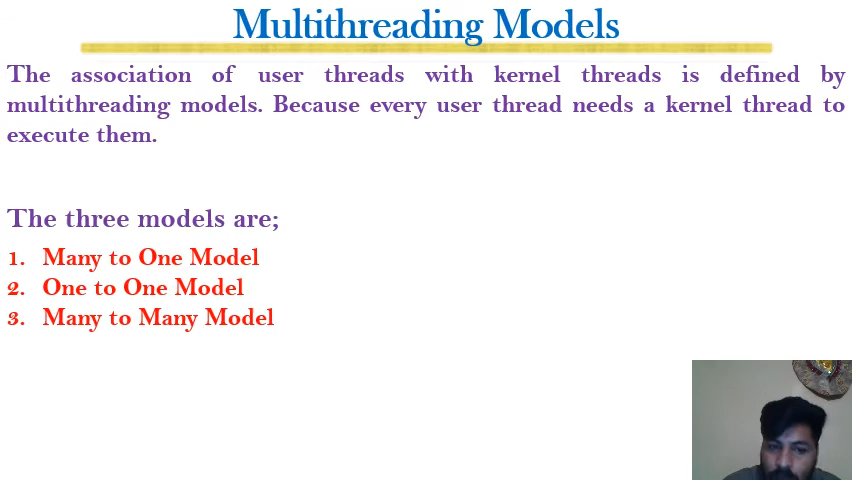 Multithreading Models
The association of user threads with kernel threads is defined by
multithreading models. Because every user thread needs a kernel thread to
execute them.
The three models are;
1. Many to One Model
2. One to One Model
3. Many to Many Model